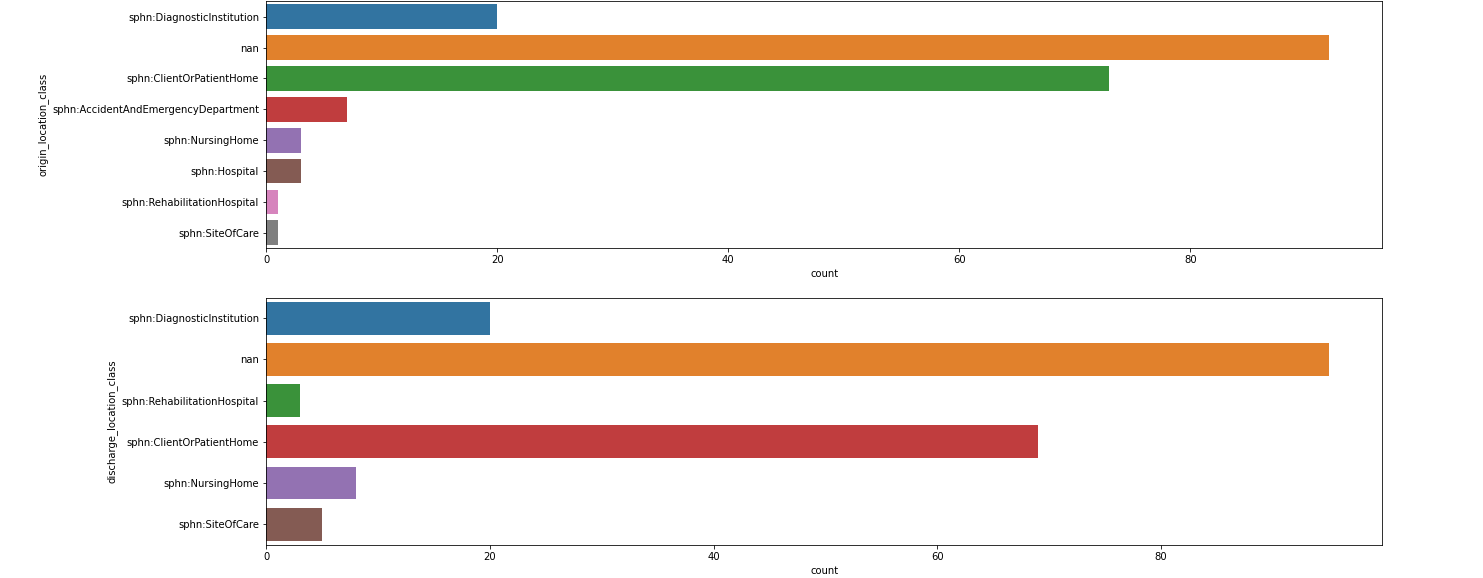 sphn:DiagnosticInstitution
nan
sphn:ClientOrPatientHome
sphn:AccidentAndEmergencyDepartment
sphn:NursingHome
sphn:Hospital
sphn:RehabilitationHospital
sphn:SiteOfCare
origin_location_class
0 20 40 60 80
count
sphn:DiagnosticInstitution
nan
sphn:RehabilitationHospital
sphn:ClientOrPatientHome
sphn:NursingHome
sphn:SiteOfCare
discharge_location_class
0 20 40 60 80
count